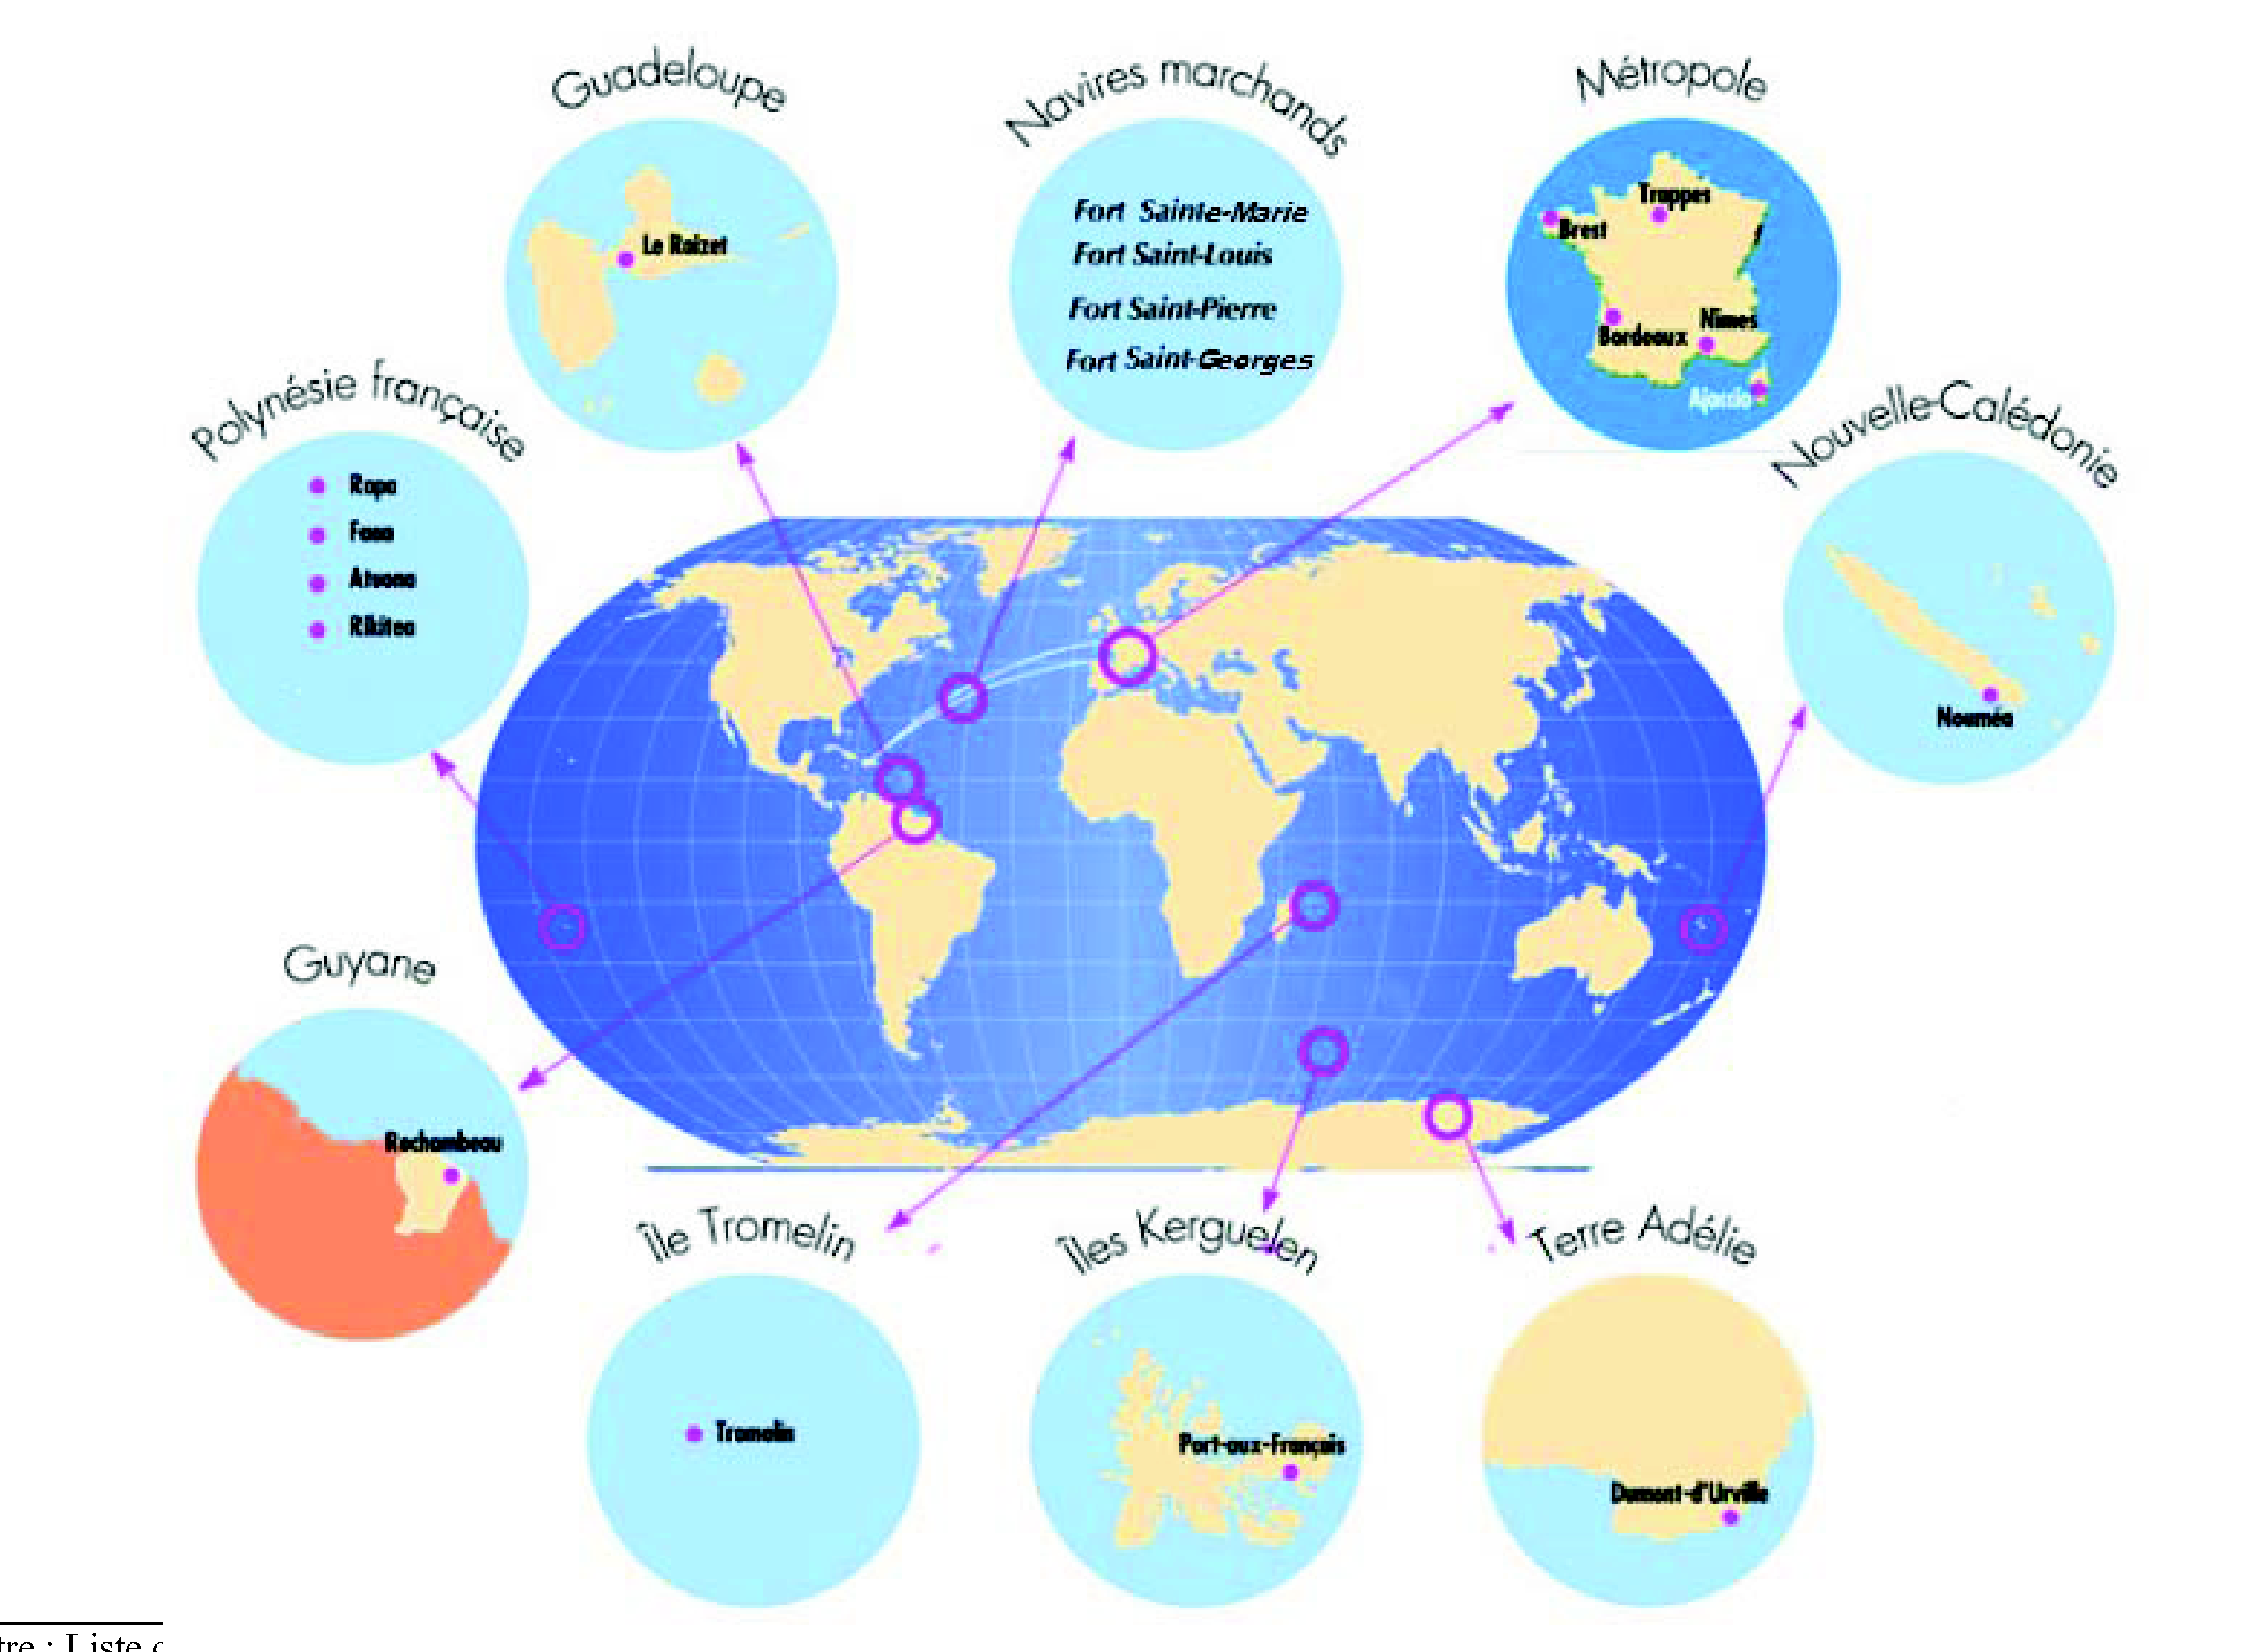 Guadeloupe
Le Raizet
Navires marchands
Fort Sainte-Marie
Fort Saint-Louis
Fort Saint-Pierre
Fort Saint-Georges
Métropole
Trappes
Brest
Bordeaux
Nîmes
Ajaccio
Polynésie française
Rapa
Faaa
Atuona
Rikitea
Nouvelle-Calédonie
Nouméa
Guyane
Rochambeau
Île Tromelin
Tromelin
Îles Kerguelen
Port-aux-Français
Terre Adélie
Dumont-d'Urville
tre : Liste